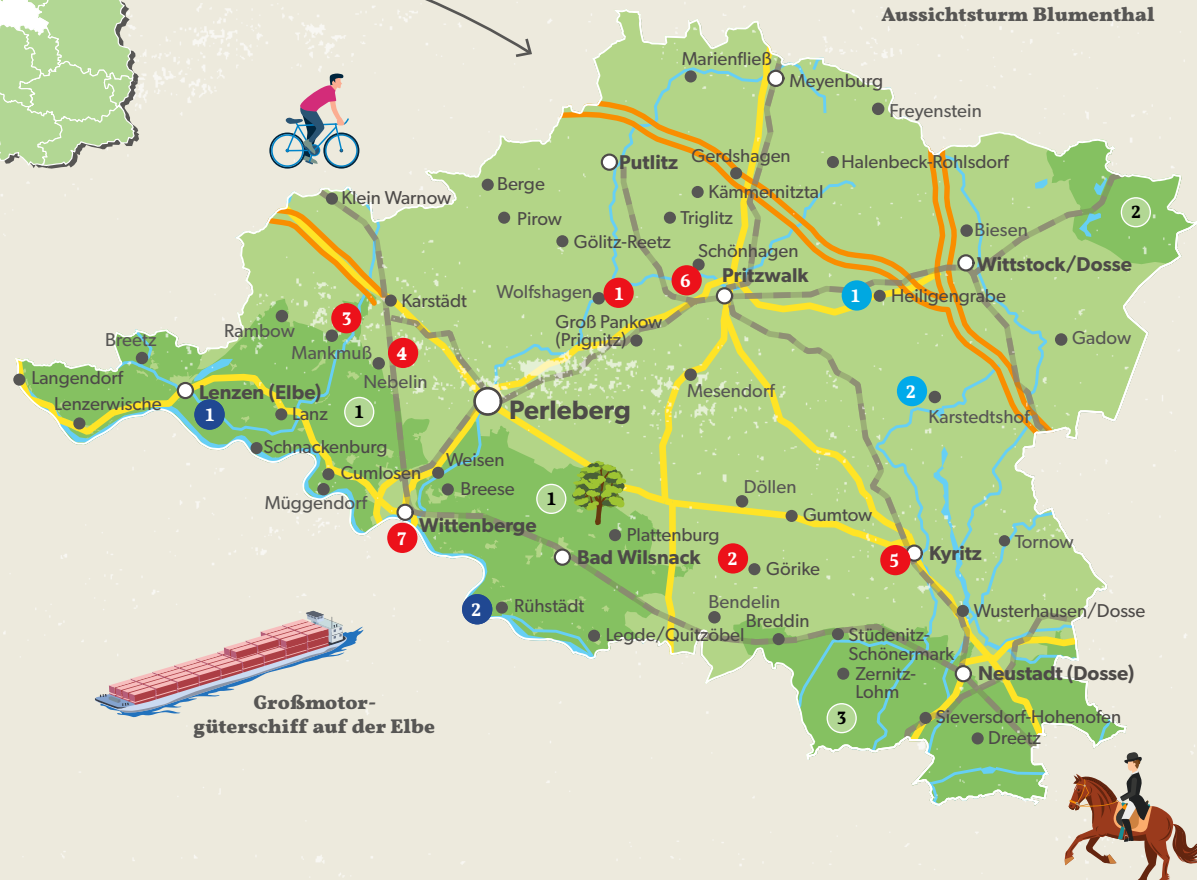 Aussichtsturm Blumenthal
Marienfließ
Meyenburg
Freyenstein
Putlitz
Gerdshagen
Halenbeck-Rohlsdorf
Berge
Kämmernitztal
Klein Warnow
2
Pirow
Triglitz
Biesen
Gölitz-Reetz
Schönhagen
Wittstock/Dosse
Pritzwalk
6
Wolfshagen
1
1
Heiligengrabe
Karstädt
3
Groß Pankow
(Prignitz)
Rambow
Gadow
Breetz
Mankmuß
4
Nebelin
Langendorf
Lenzen (Elbe)
Mesendorf
2
Lenzerwische
1
Lanz
1
Perleberg
Karstedtshof
Schnackenburg
Weisen
Cumlosen
Breese
1
Döllen
Müggendorf
Gumtow
Wittenberge
7
Plattenburg
Tornow
Bad Wilsnack
2
Görike
5
Kyritz
2
Rühstädt
Bendelin
Wusterhausen/Dosse
Breddin
Legde/Quitzöbel
Stüdenitz-
Schönermark
Zernitz-
Lohm
Neustadt (Dosse)
3
Sieversdorf-Hohenofen
Dreetz
Großmotor-
güterschiff auf der Elbe